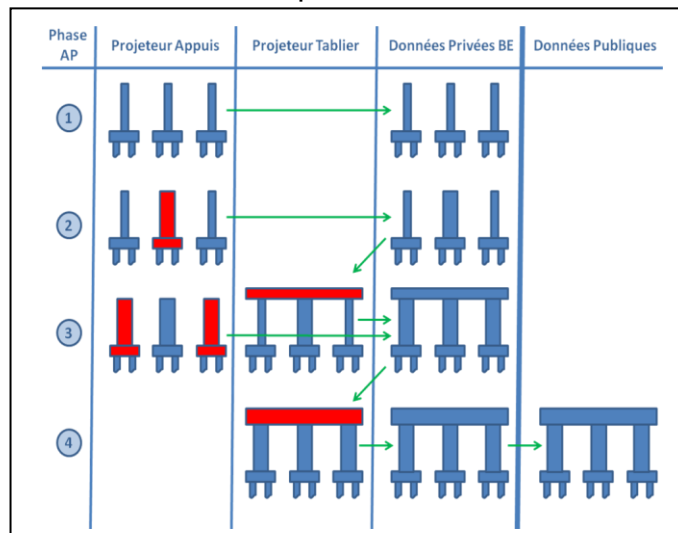 Phase
AP
Projeteur Appuis
Projeteur Tablier
Données Privées BE
Données Publiques
1
2
3
4